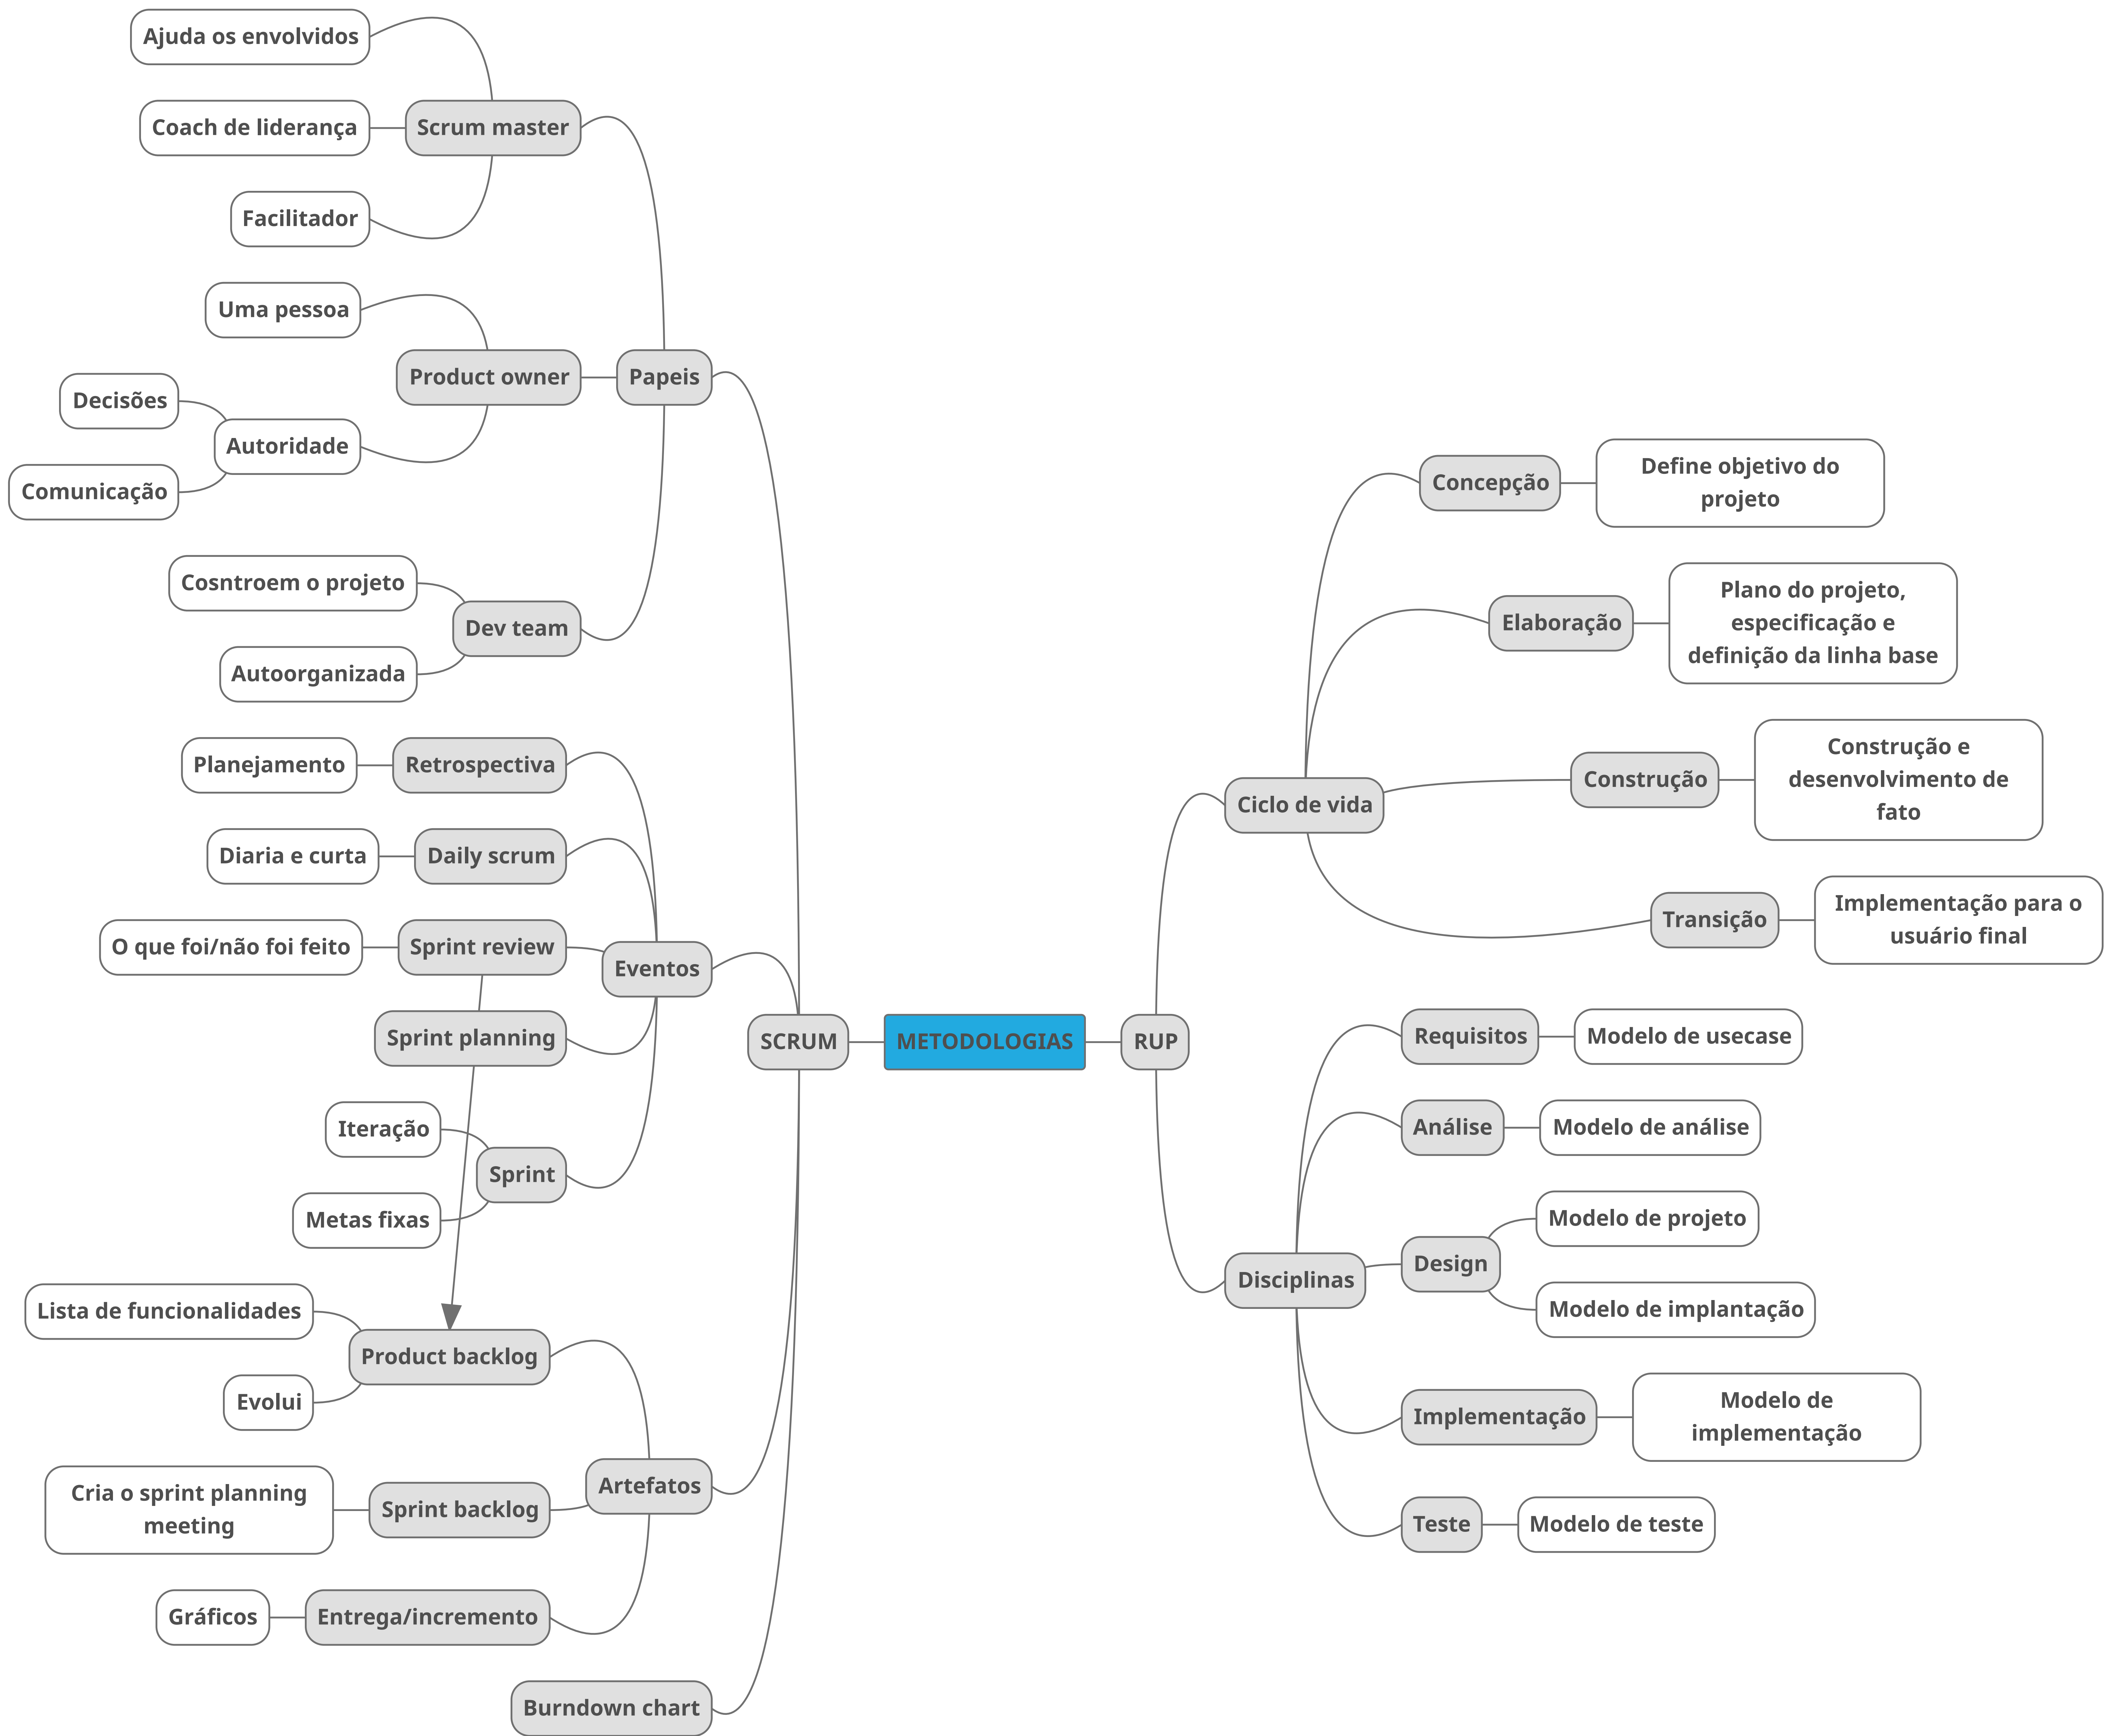 Ajuda os envolvidos
Coach de liderança
Scrum master
Facilitador
Uma pessoa
Product owner
Papeis
Decisões
Autoridade
Comunicação
Cosntroem o projeto
Dev team
Autoorganizada
Planejamento
Retrospectiva
Diaria e curta
Daily scrum
O que foi/não foi feito
Sprint review
Eventos
Sprint planning
Iteração
Sprint
Metas fixas
Lista de funcionalidades
Product backlog
Evolui
Artefatos
Cria o sprint planning
meeting
Sprint backlog
Gráficos
Entrega/incremento
Burndown chart
SCRUM
METODOLOGIAS
RUP
Ciclo de vida
Concepção
Define objetivo do
projeto
Elaboração
Plano do projeto,
especificação e
definição da linha base
Construção
Construção e
desenvolvimento de
fato
Transição
Implementação para o
usuário final
Disciplinas
Requisitos
Modelo de usecase
Análise
Modelo de análise
Design
Modelo de projeto
Modelo de implantação
Implementação
Modelo de
implementação
Teste
Modelo de teste